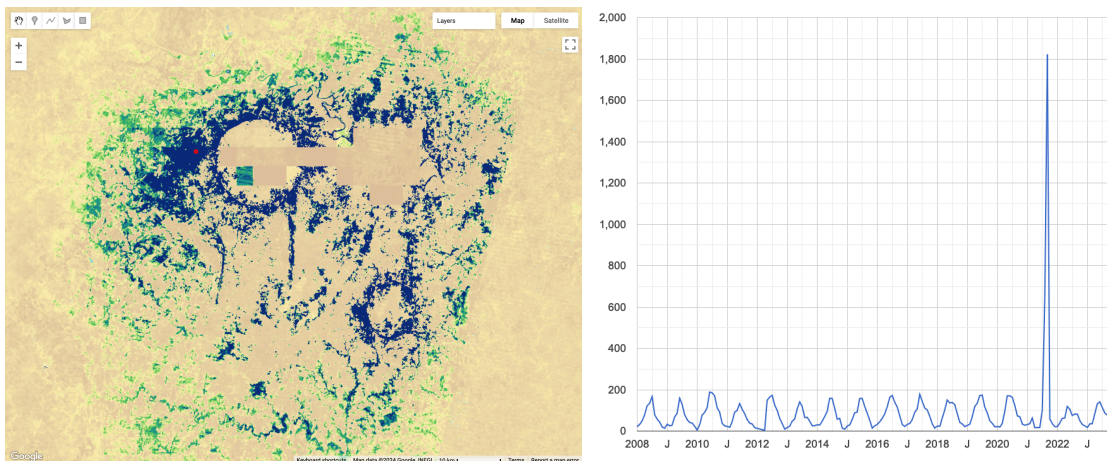 Layers
Map
Satellite
+
−
Google
Keyboard shortcuts
Map data ©2024 Google, INEGI
10 km
Terms
Report a map error
2,000
1,800
1,600
1,400
1,200
1,000
800
600
400
200
0
2008
J
2010
J
2012
J
2014
J
2016
J
2018
J
2020
J
2022
J